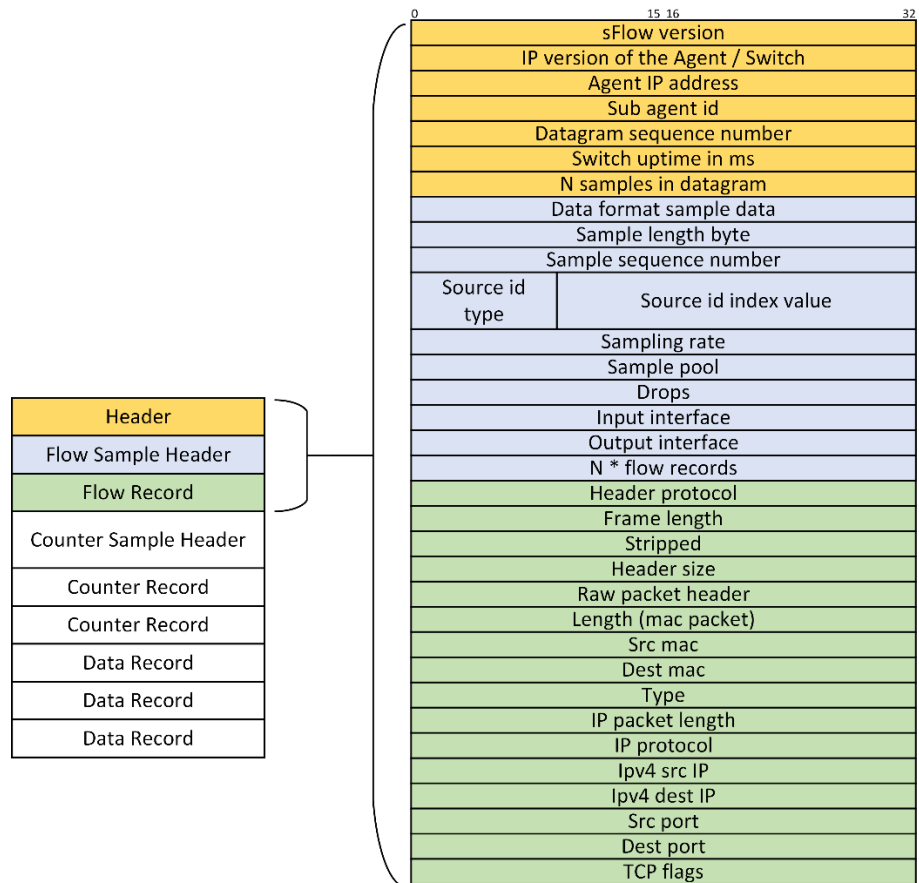 0 15 16 32
sFlow version
IP version of the Agent / Switch
Agent IP address
Sub agent id
Datagram sequence number
Switch uptime in ms
N samples in datagram
Data format sample data
Sample length byte
Sample sequence number
Source id
type
Source id index value
Sampling rate
Sample pool
Drops
Input interface
Output interface
N * flow records
Header protocol
Frame length
Stripped
Header size
Raw packet header
Length (mac packet)
Src mac
Dest mac
Type
IP packet length
IP protocol
Ipv4 src IP
Ipv4 dest IP
Src port
Dest port
TCP flags
Header
Flow Sample Header
Flow Record
Counter Sample Header
Counter Record
Counter Record
Data Record
Data Record
Data Record